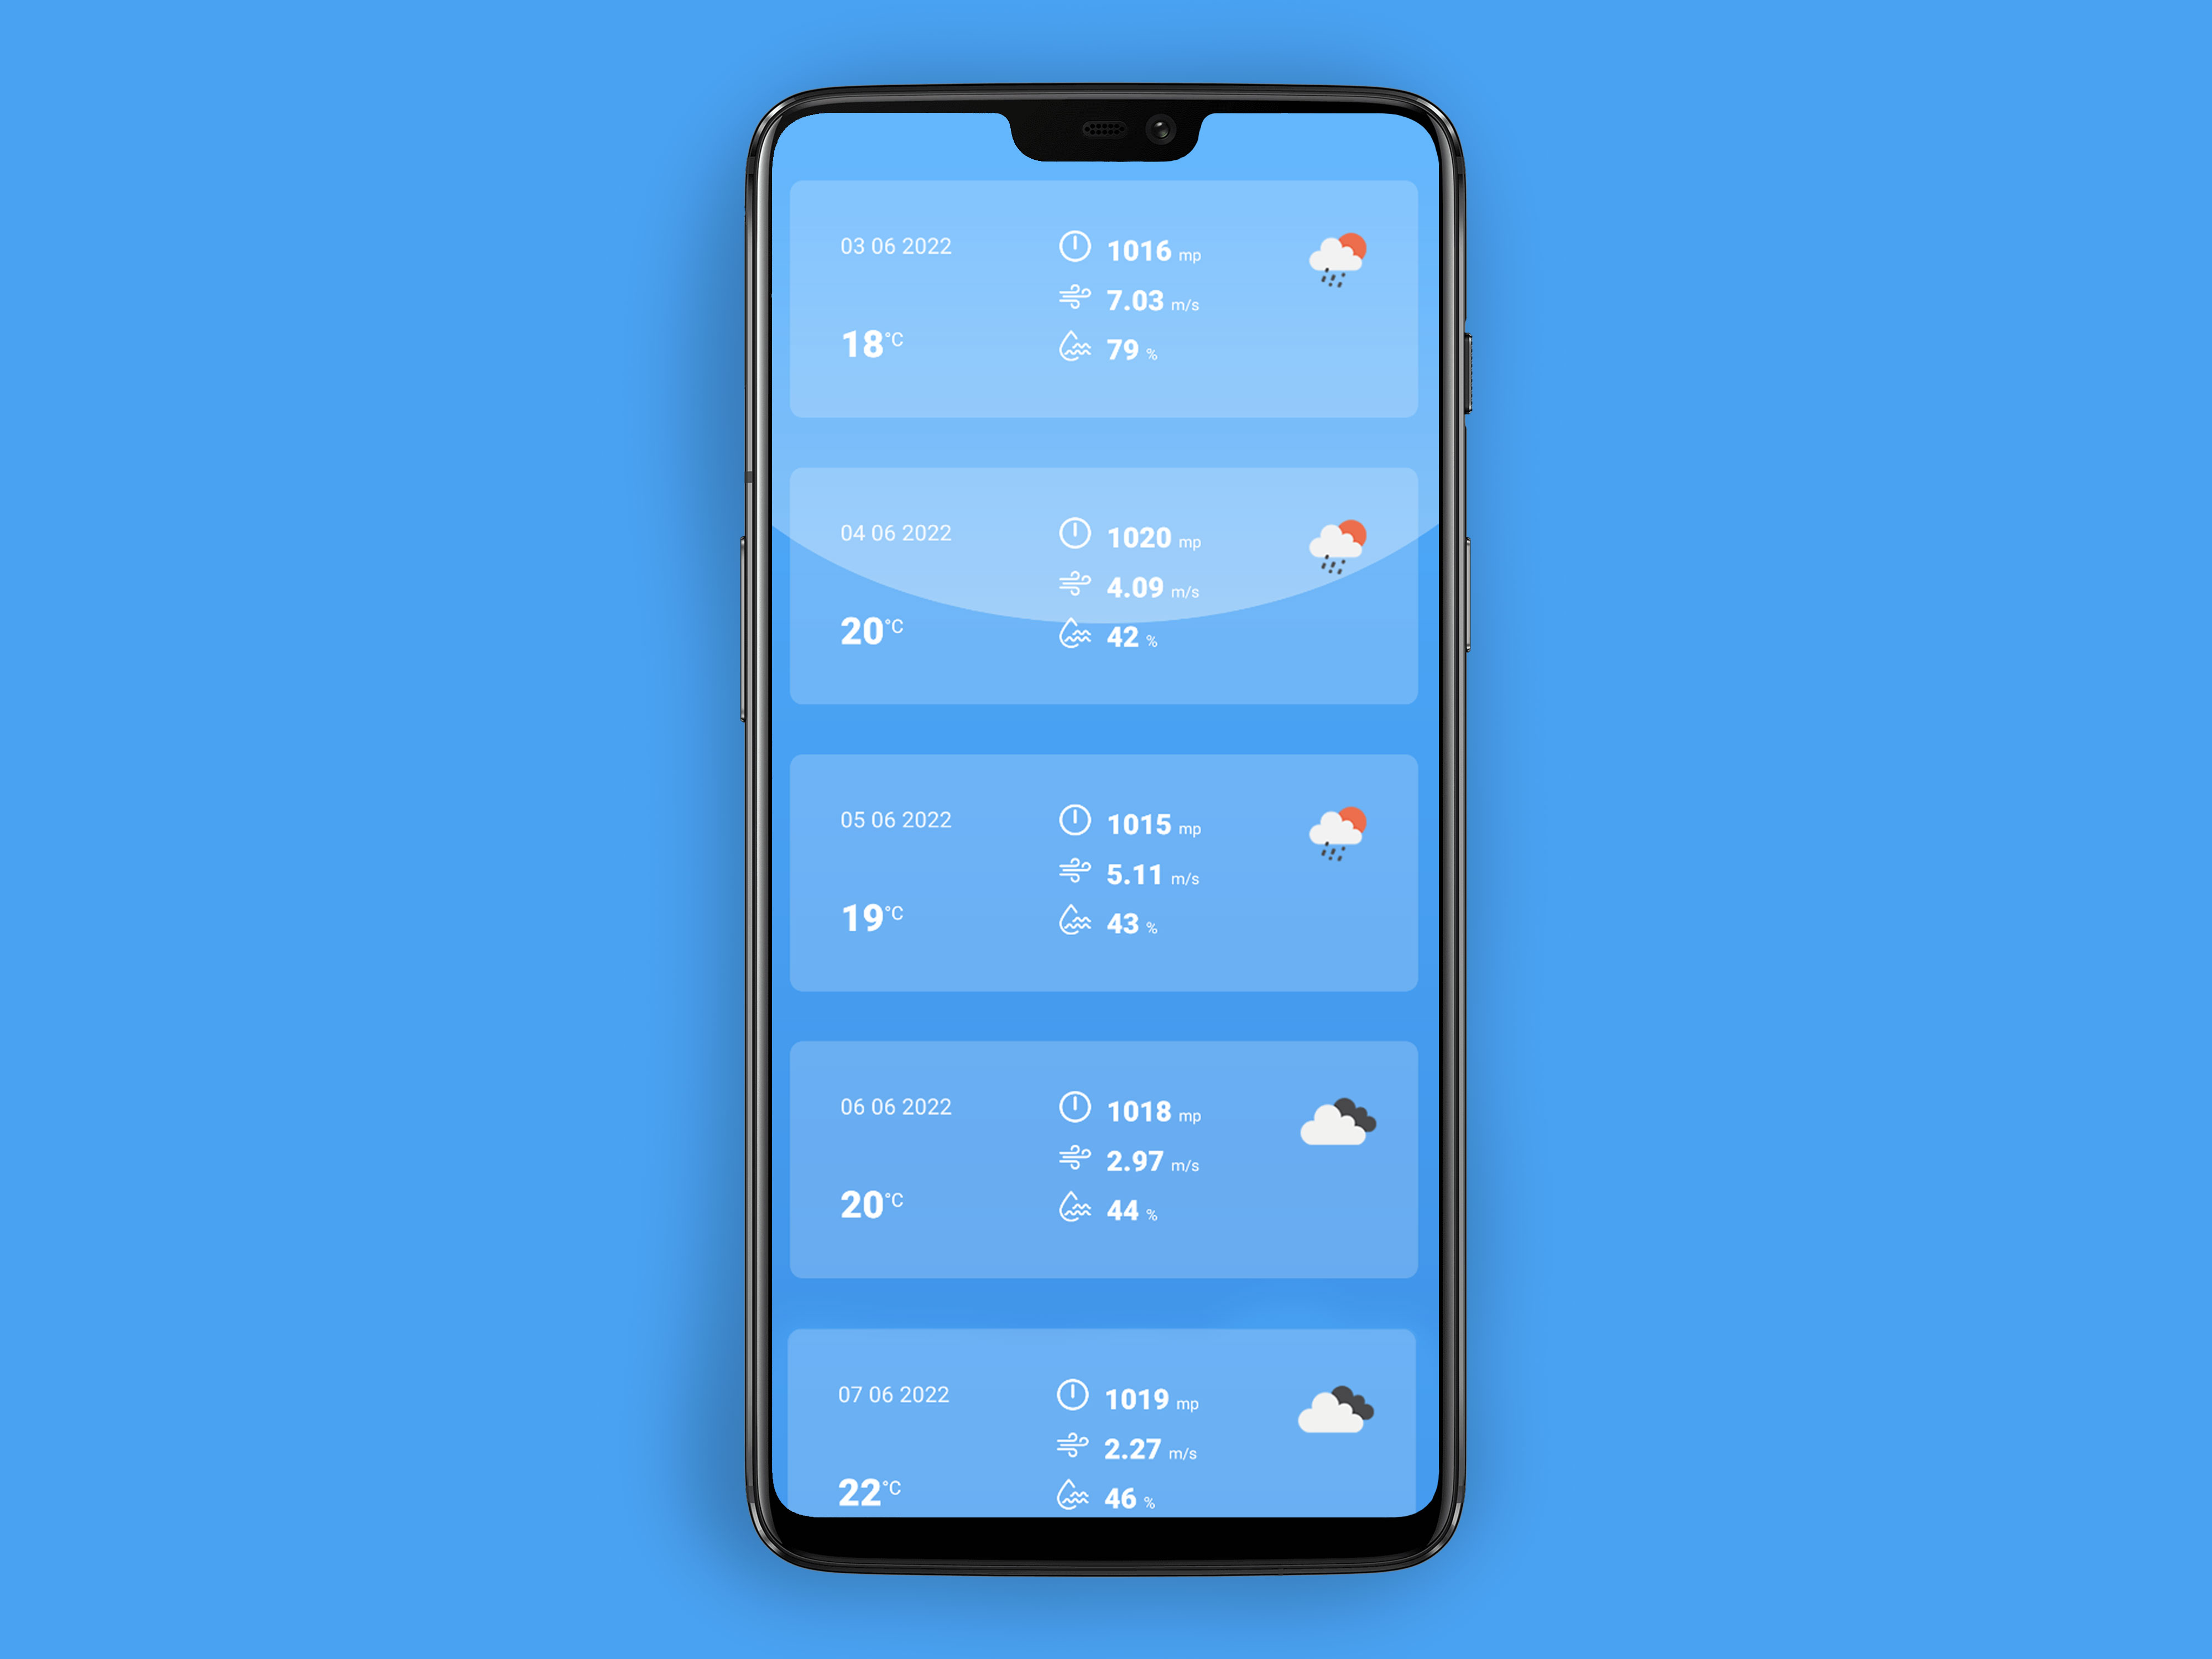 03 06 2022
1016 mp
7.03 m/s
18°C
79 %
04 06 2022
1020 mp
4.09 m/s
20°C
42 %
05 06 2022
1015 mp
5.11 m/s
19°C
43 %
06 06 2022
1018 mp
2.97 m/s
20°C
44 %
07 06 2022
1019 mp
2.27 m/s
22°C
46 %